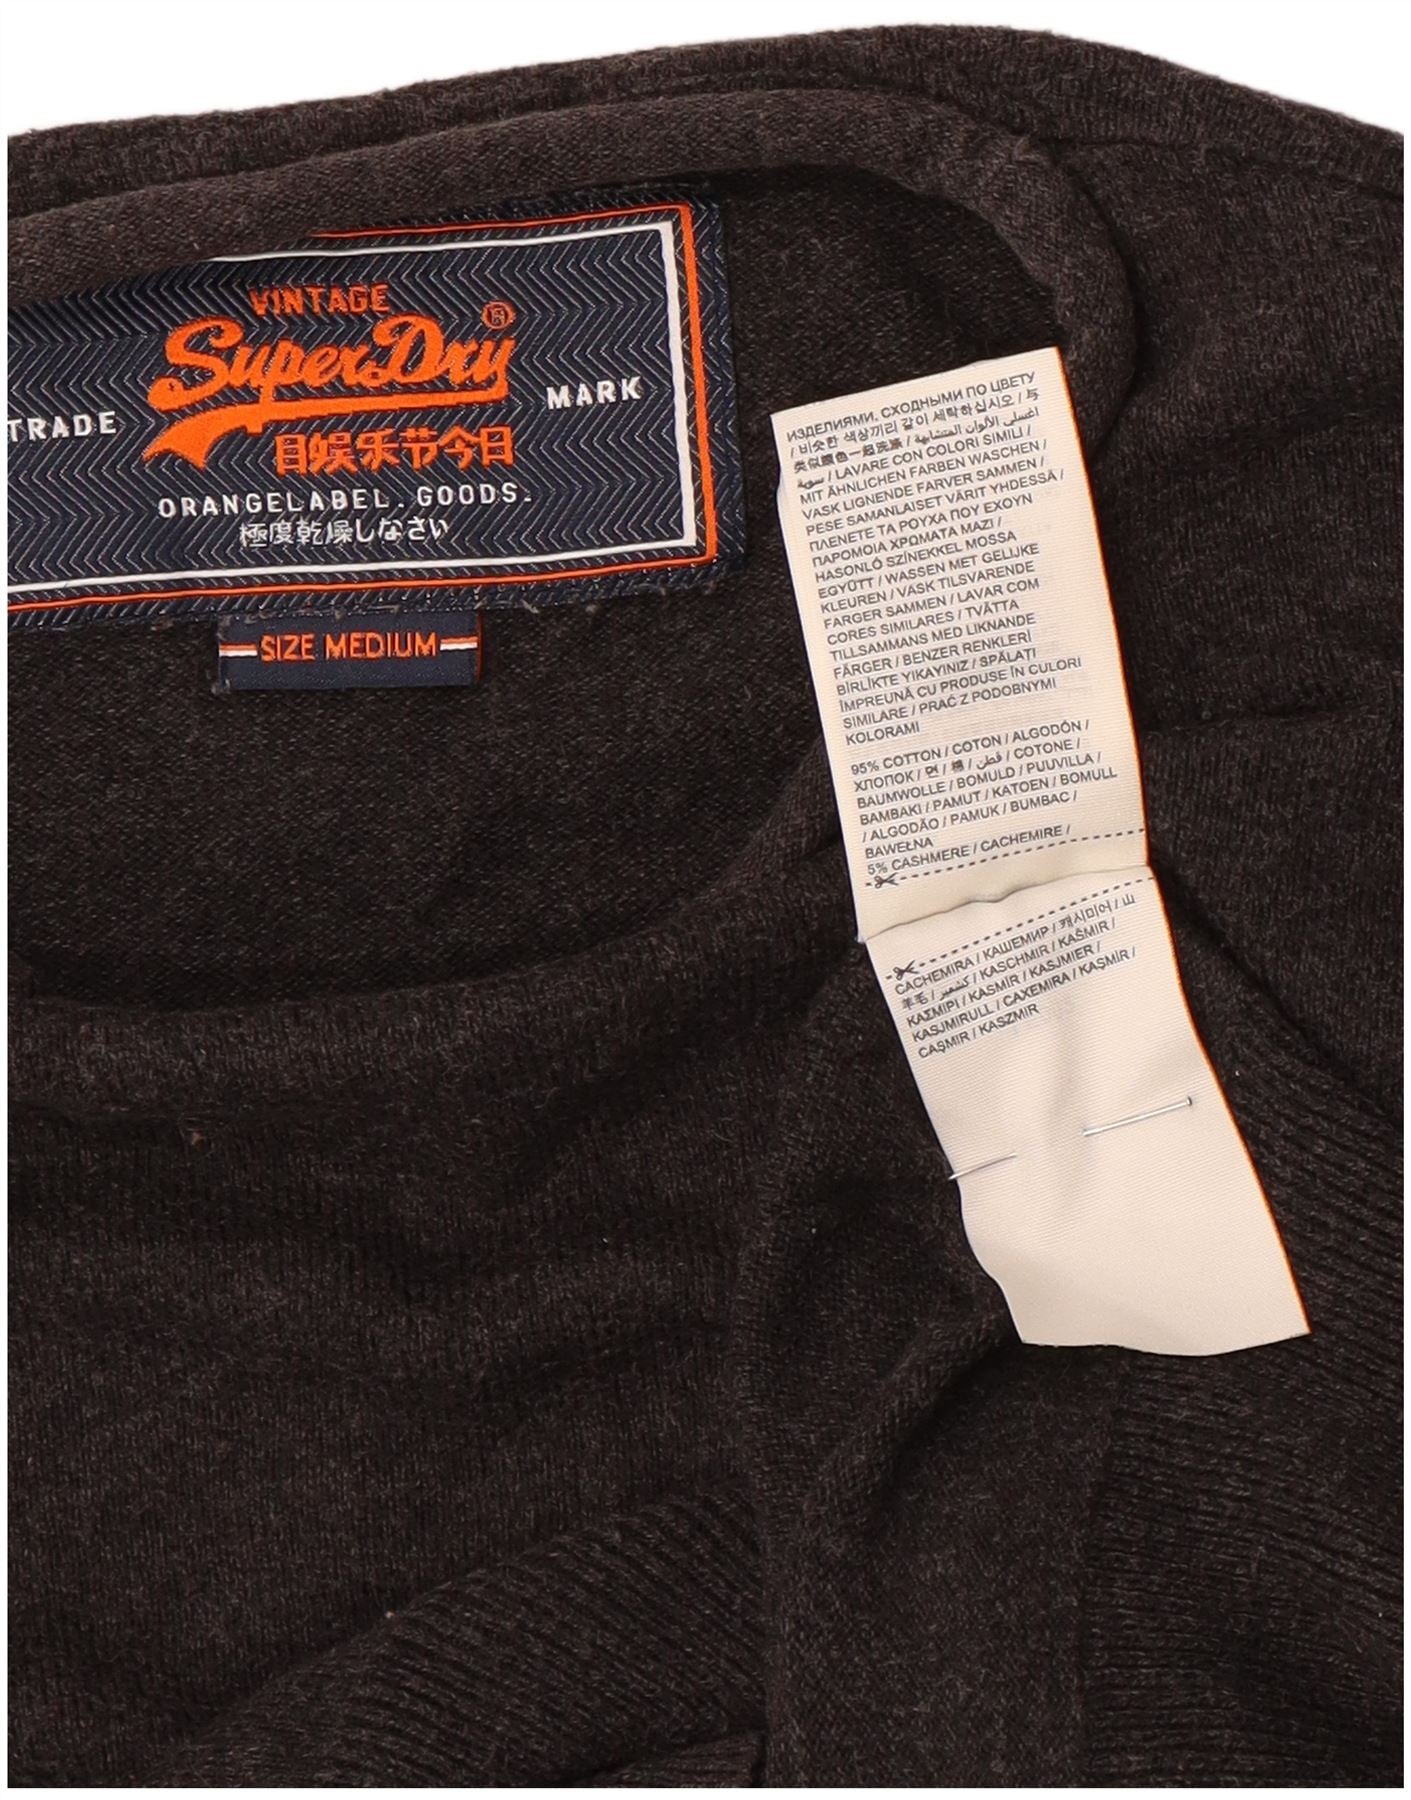 VINTAGE
SuperDry
®
TRADE MARK
目娯乐节今日
ORANGELABEL.GOODS.
極度乾燥しなさい
SIZE MEDIUM
ИЗДЕЛИЯМИ, СХОДНЫМИ ПО ЦВЕТУ
/ 비슷한 색상끼리 같이 세탁하십시오 / 与
类似颜色一起洗涤 / اغسلي الألوان المتشابهة
سوية / LAVARE CON COLORI SIMILI /
MIT ÄHNLICHEN FARBEN WASCHEN /
VASK LIGNENDE FARVER SAMMEN /
PESE SAMANLAISET VÄRIT YHDESSÄ /
ΠΛΕΝΕΤΕ ΤΑ ΡΟΥΧΑ ΠΟΥ ΕΧΟΥΝ
ΠΑΡΟΜΟΙΑ ΧΡΩΜΑΤΑ ΜΑΖΙ /
HASONLÓ SZÍNEKKEL MOSSA
EGYÜTT / WASSEN MET GELIJKE
KLEUREN / VASK TILSVARENDE
FARGER SAMMEN / LAVAR COM
CORES SIMILARES / TVÄTTA
TILLSAMMANS MED LIKNANDE
FÄRGER / BENZER RENKLERİ
BİRLİKTE YIKAYINIZ / SPĂLAȚI
ÎMPREUNĂ CU PRODUSE ÎN CULORI
SIMILARE / PRAĆ Z PODOBNYMI
KOLORAMI
95% COTTON / COTON / ALGODÓN /
ХЛОПОК / 면 / 棉 / قطن / COTONE /
BAUMWOLLE / BOMULD / PUUVILLA /
BAMBAKI / PAMUT / KATOEN / BOMULL
/ ALGODÃO / PAMUK / BUMBAC /
BAWEŁNA
5% CASHMERE / CACHEMIRE /
CACHEMIRA / КАШЕМИР / 캐시미어 / 山
羊毛 / كشمير / KASCHMIR / KAŠMIR /
ΚΑΣΜΙΡΙ / KASMÍR / KASJMIER /
KASJMIRULL / CAXEMIRA / KAŞMİR /
CAŞMIR / KASZMIR